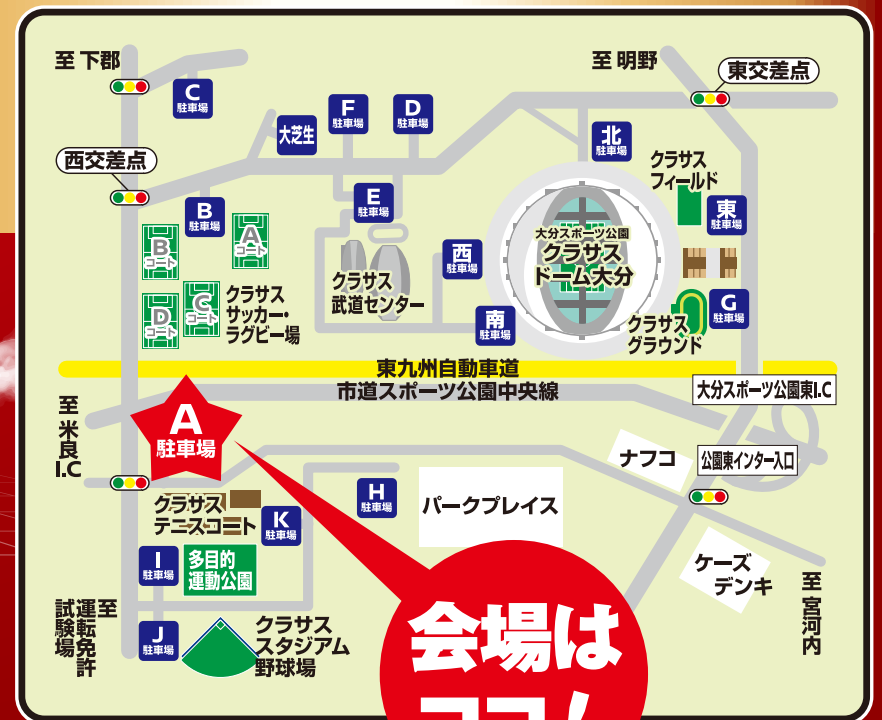 至 下郡
至 明野
東交差点
C
駐車場
F
駐車場
D
駐車場
大芝生
北
駐車場
西交差点
クラサス
フィールド
E
駐車場
B
駐車場
東
駐車場
A
コート
B
コート
大分スポーツ公園
クラサス
ドーム大分
西
駐車場
クラサス
武道センター
C
コート
D
コート
クラサス
サッカー・
ラグビー場
南
駐車場
クラサス
グラウンド
G
駐車場
東九州自動車道
市道スポーツ公園中央線
大分スポーツ公園東I.C
至 米良I.C
A
駐車場
ナフコ
公園東インター入口
H
駐車場
パークプレイス
クラサス
テニスコート
K
駐車場
I
駐車場
多目的
運動公園
ケーズ
デンキ
至 宮河内
至
運転免許
試験場
J
駐車場
クラサス
スタジアム
野球場
会場は
ココ!